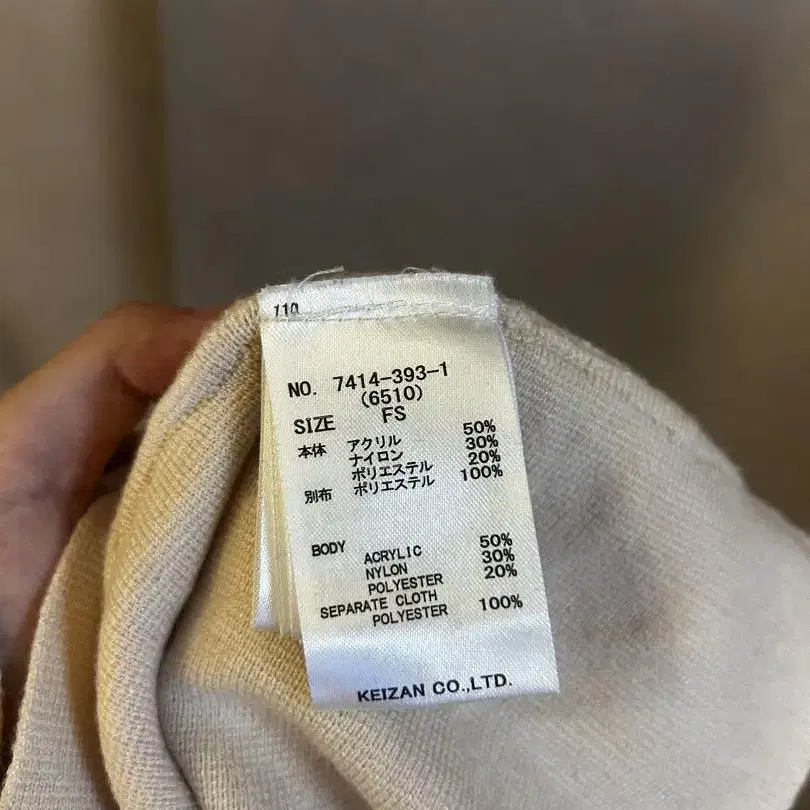 110
NO. 7414-393-1
(6510)
SIZE FS
本体 アクリル 50%
ナイロン 30%
ポリエステル 20%
別布 ポリエステル 100%
BODY
ACRYLIC 50%
NYLON 30%
POLYESTER 20%
SEPARATE CLOTH
POLYESTER 100%
KEIZAN CO.,LTD.